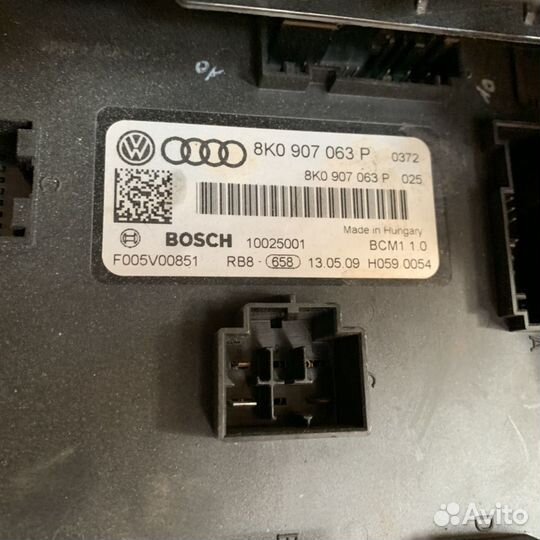 8K0 907 063 P 0372
8K0 907 063 P 025
Made in Hungary
BOSCH 10025001 BCM1 1.0
F005V00851 RB8- 658 13.05.09 H059 0054
Avito